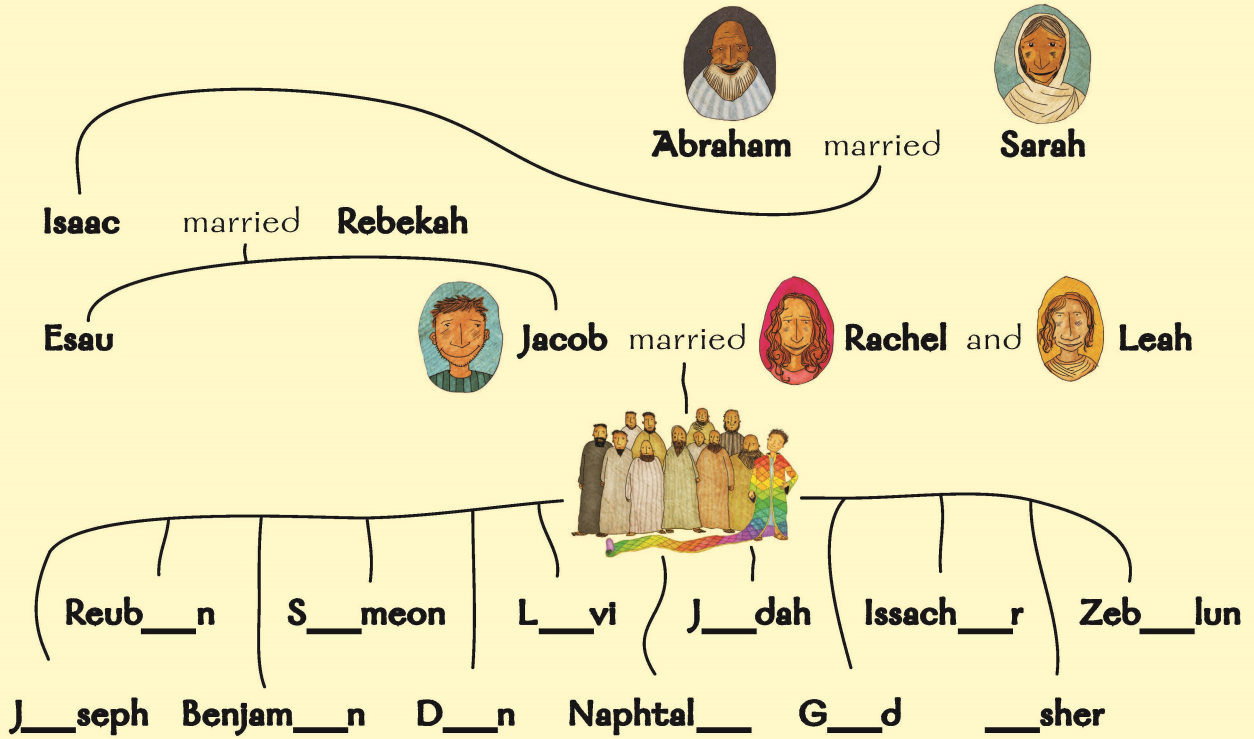 Abraham married Sarah
Isaac married Rebekah
Esau Jacob married Rachel and Leah
Reub___n S___meon L___vi J___dah Issach___r Zeb___lun
J___seph Benjam___n D___n Naphtal___ G___d ___sher